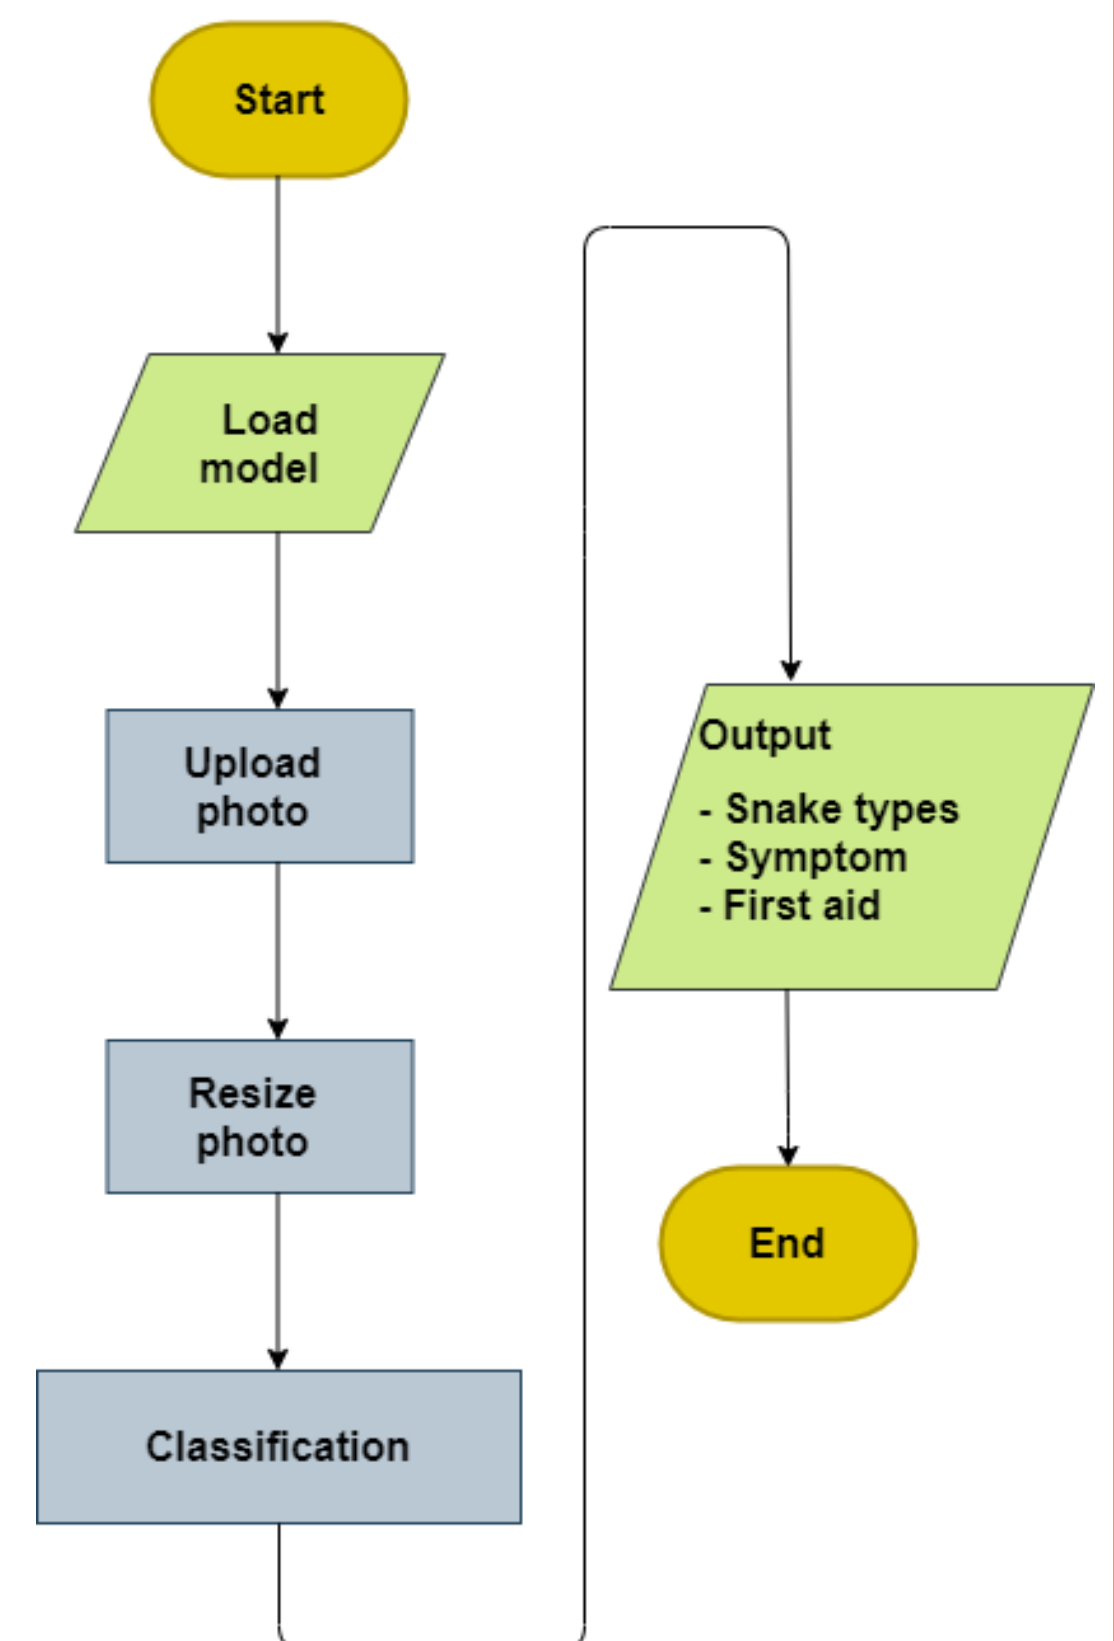 Start
Load
model
Upload
photo
Resize
photo
Classification
Output
- Snake types
- Symptom
- First aid
End